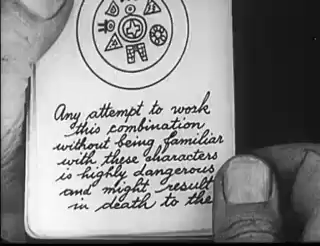 Any attempt to work
this combination
without being familiar
with these characters
is highly dangerous
and might result
in death to the